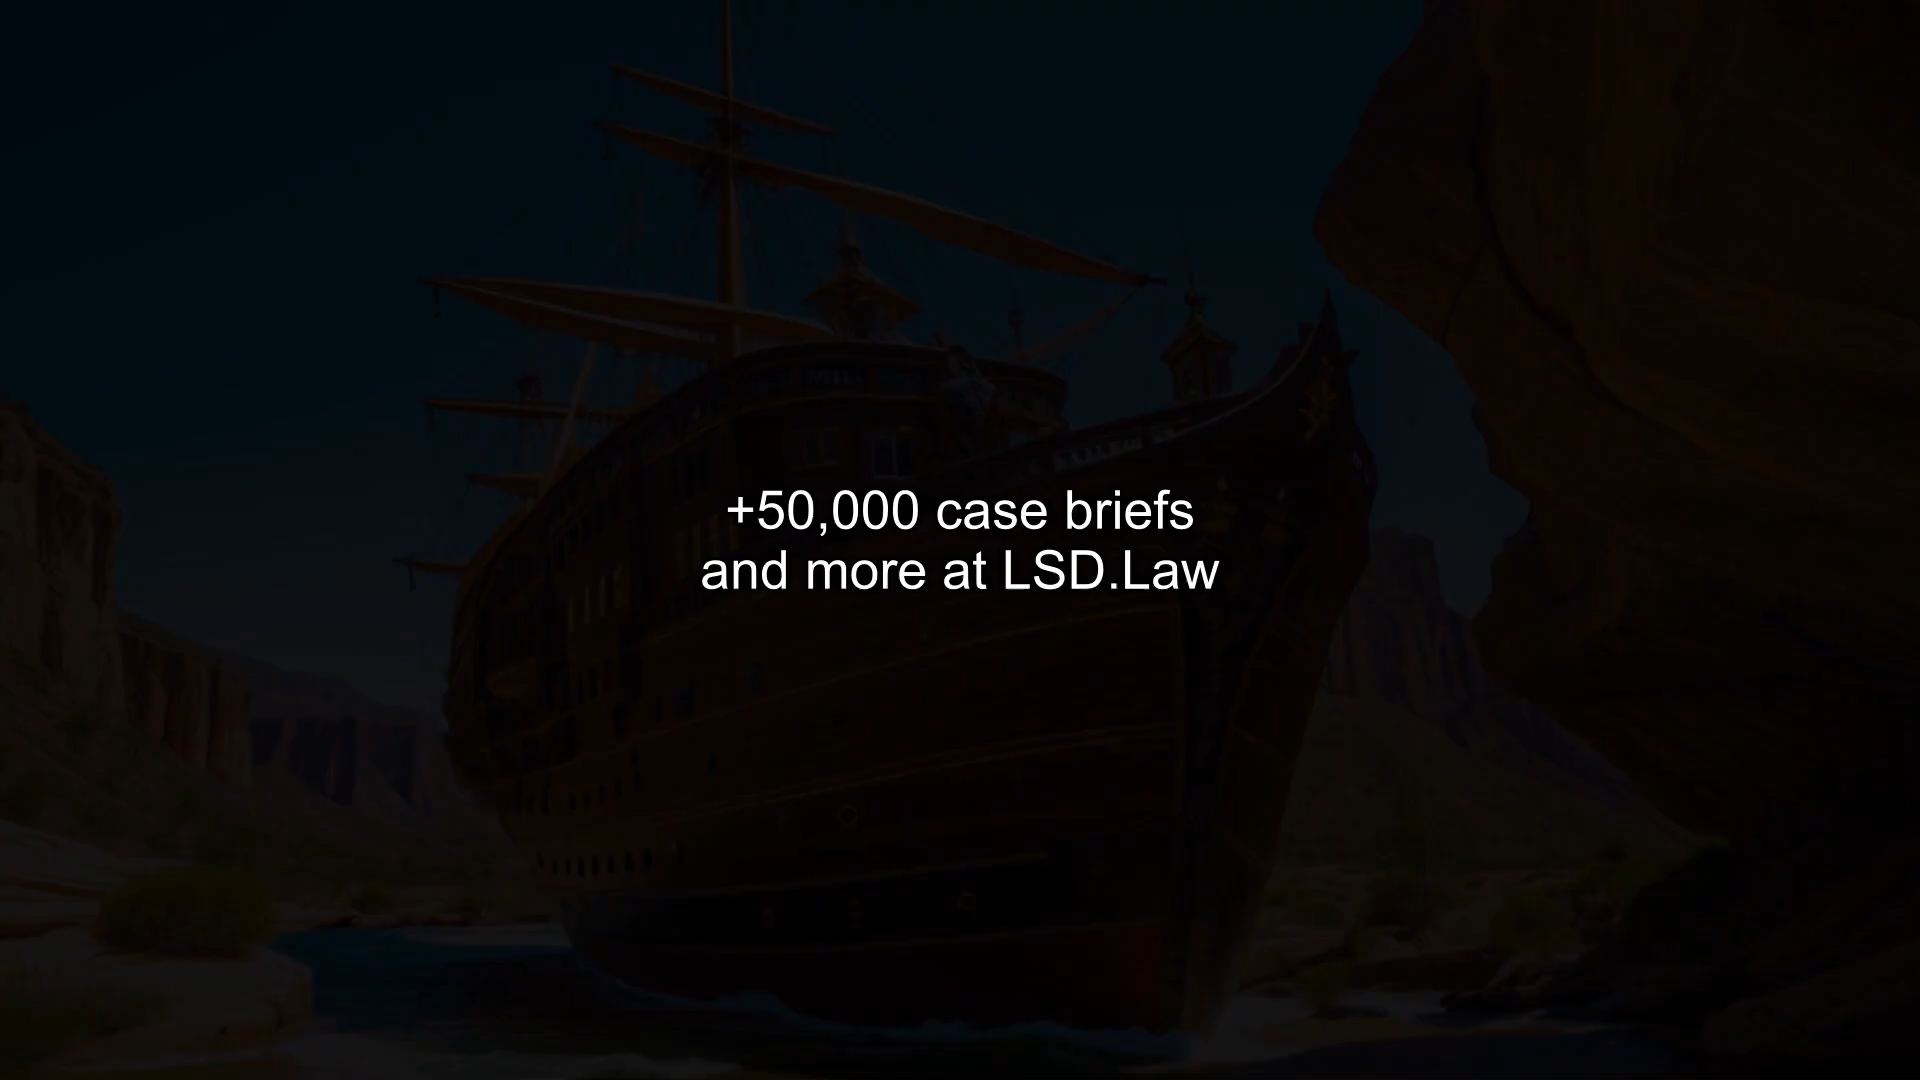 +50,000 case briefs
and more at LSD.Law